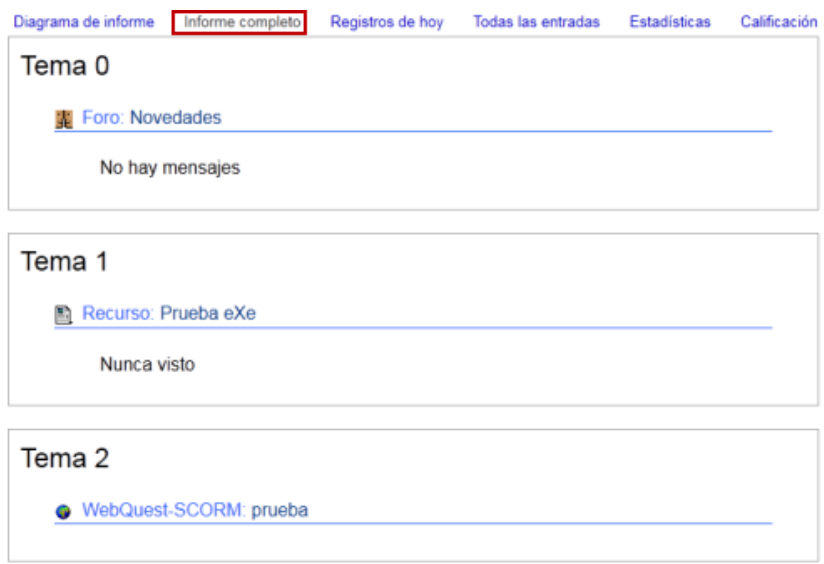 Diagrama de informe Informe completo Registros de hoy Todas las entradas Estadísticas Calificación
Tema 0
Foro: Novedades
No hay mensajes
Tema 1
Recurso: Prueba eXe
Nunca visto
Tema 2
WebQuest-SCORM: prueba